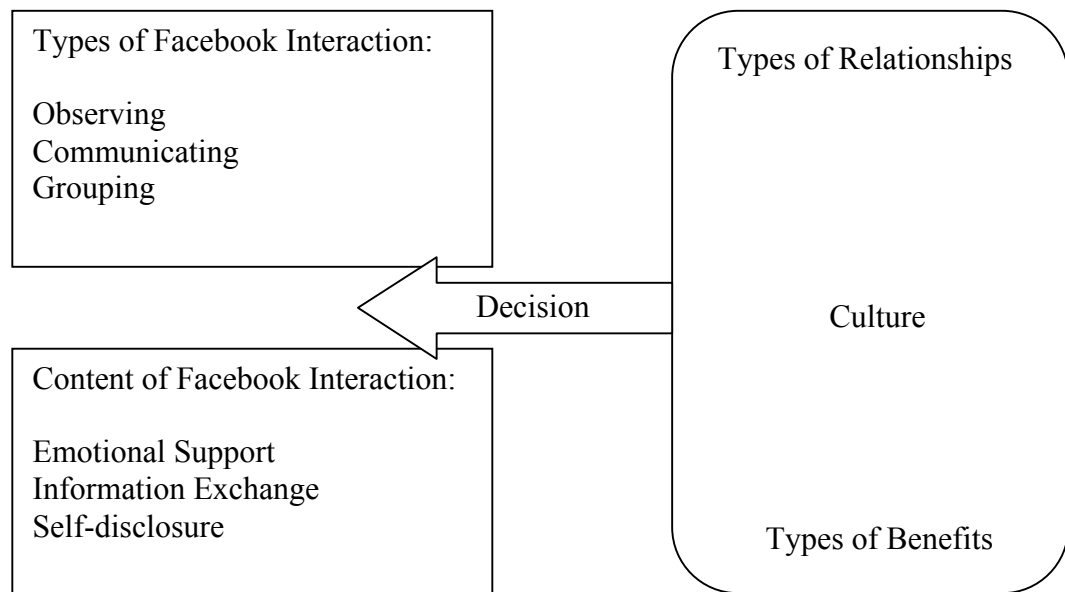 Types of Facebook Interaction:
Observing
Communicating
Grouping
Content of Facebook Interaction:
Emotional Support
Information Exchange
Self-disclosure
Decision
Types of Relationships
Culture
Types of Benefits